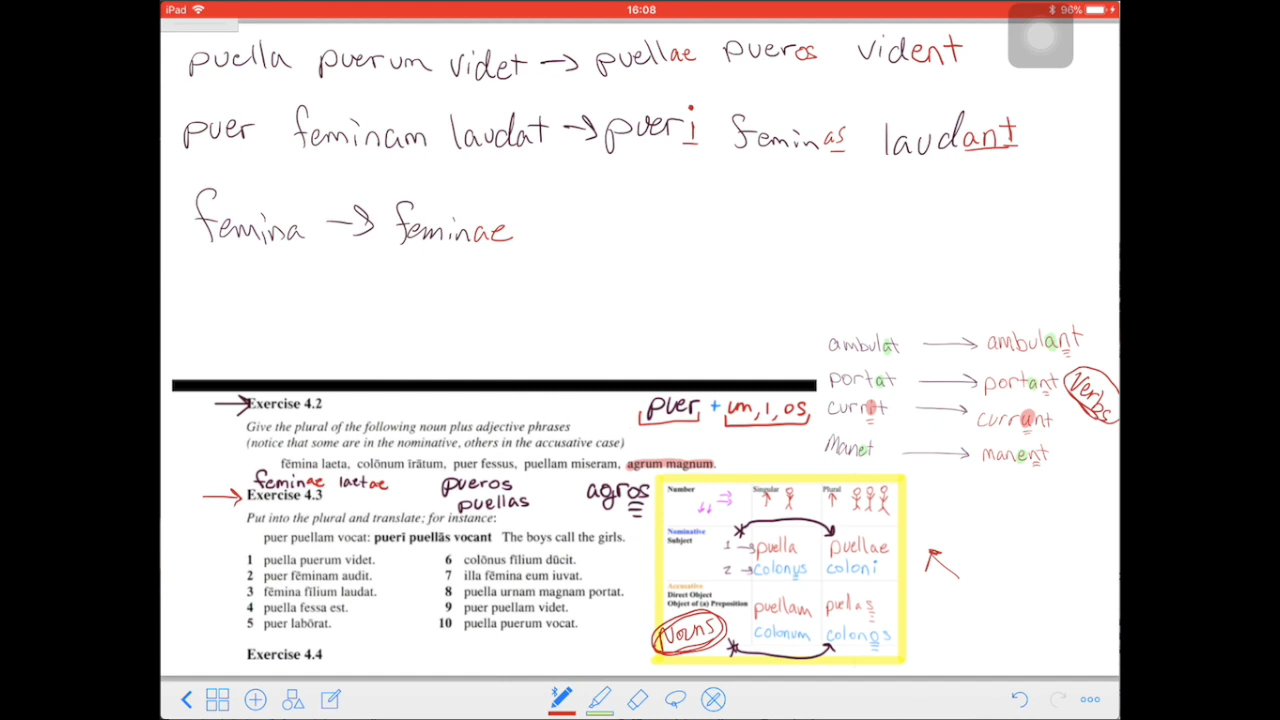 iPad 16:08 96%
puella puerum videt → puellae pueros vident
puer feminam laudat → pueri feminas laudant
femina → feminae
ambulat → ambulant
portat → portant
currit → currunt
Manet → manent
Verbs
Exercise 4.2
puer + um, i, os,
Give the plural of the following noun plus adjective phrases
(notice that some are in the nominative, others in the accusative case)
fēmina laeta, colōnum īrātum, puer fessus, puellam miseram, agrum magnum.
feminae laetae pueros agros
puellas
Exercise 4.3
Put into the plural and translate; for instance:
puer puellam vocat: puerī puellās vocant The boys call the girls.
1 puella puerum videt.
2 puer fēminam audit.
3 fēmina fīlium laudat.
4 puella fessa est.
5 puer labōrat.
6 colōnus fīlium dūcit.
7 illa fēmina eum iuvat.
8 puella urnam magnam portat.
9 puer puellam videt.
10 puella puerum vocat.
Exercise 4.4
Number Singular Plural
Nominative
Subject
1 → puella puellae
2 → colonus coloni
Accusative
Direct Object
Object of (a) Preposition
puellam puellas
colonum colonos
Nouns